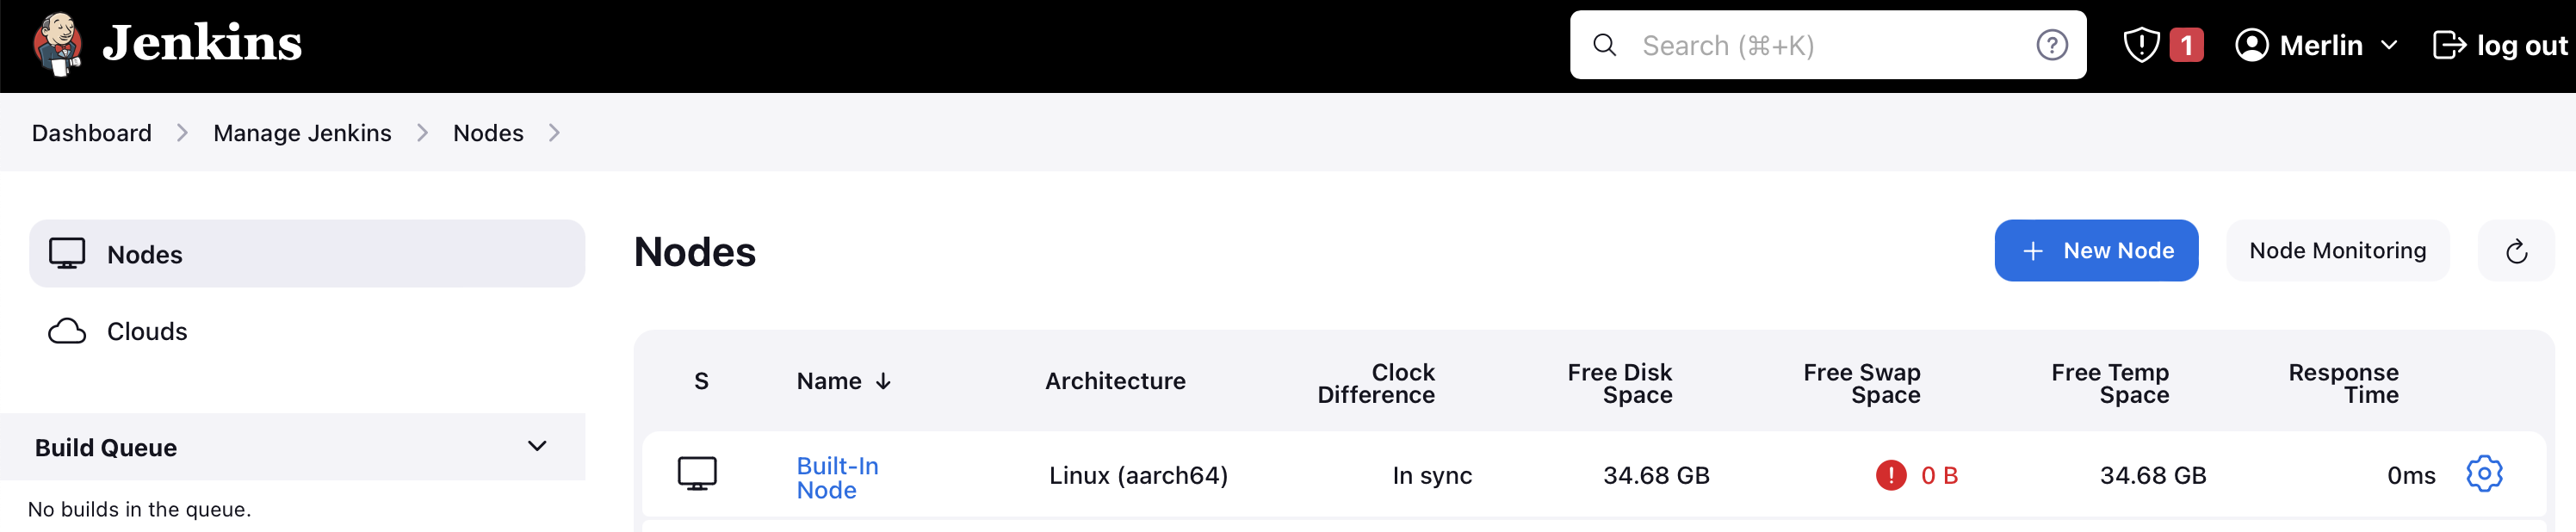 Jenkins
Search (⌘+K)
1
Merlin
log out
Dashboard > Manage Jenkins > Nodes >
Nodes
Clouds
Build Queue
No builds in the queue.
Nodes
+ New Node
Node Monitoring
S Name ↓ Architecture Clock Difference Free Disk Space Free Swap Space Free Temp Space Response Time
Built-In Node Linux (aarch64) In sync 34.68 GB 0 B 34.68 GB 0ms